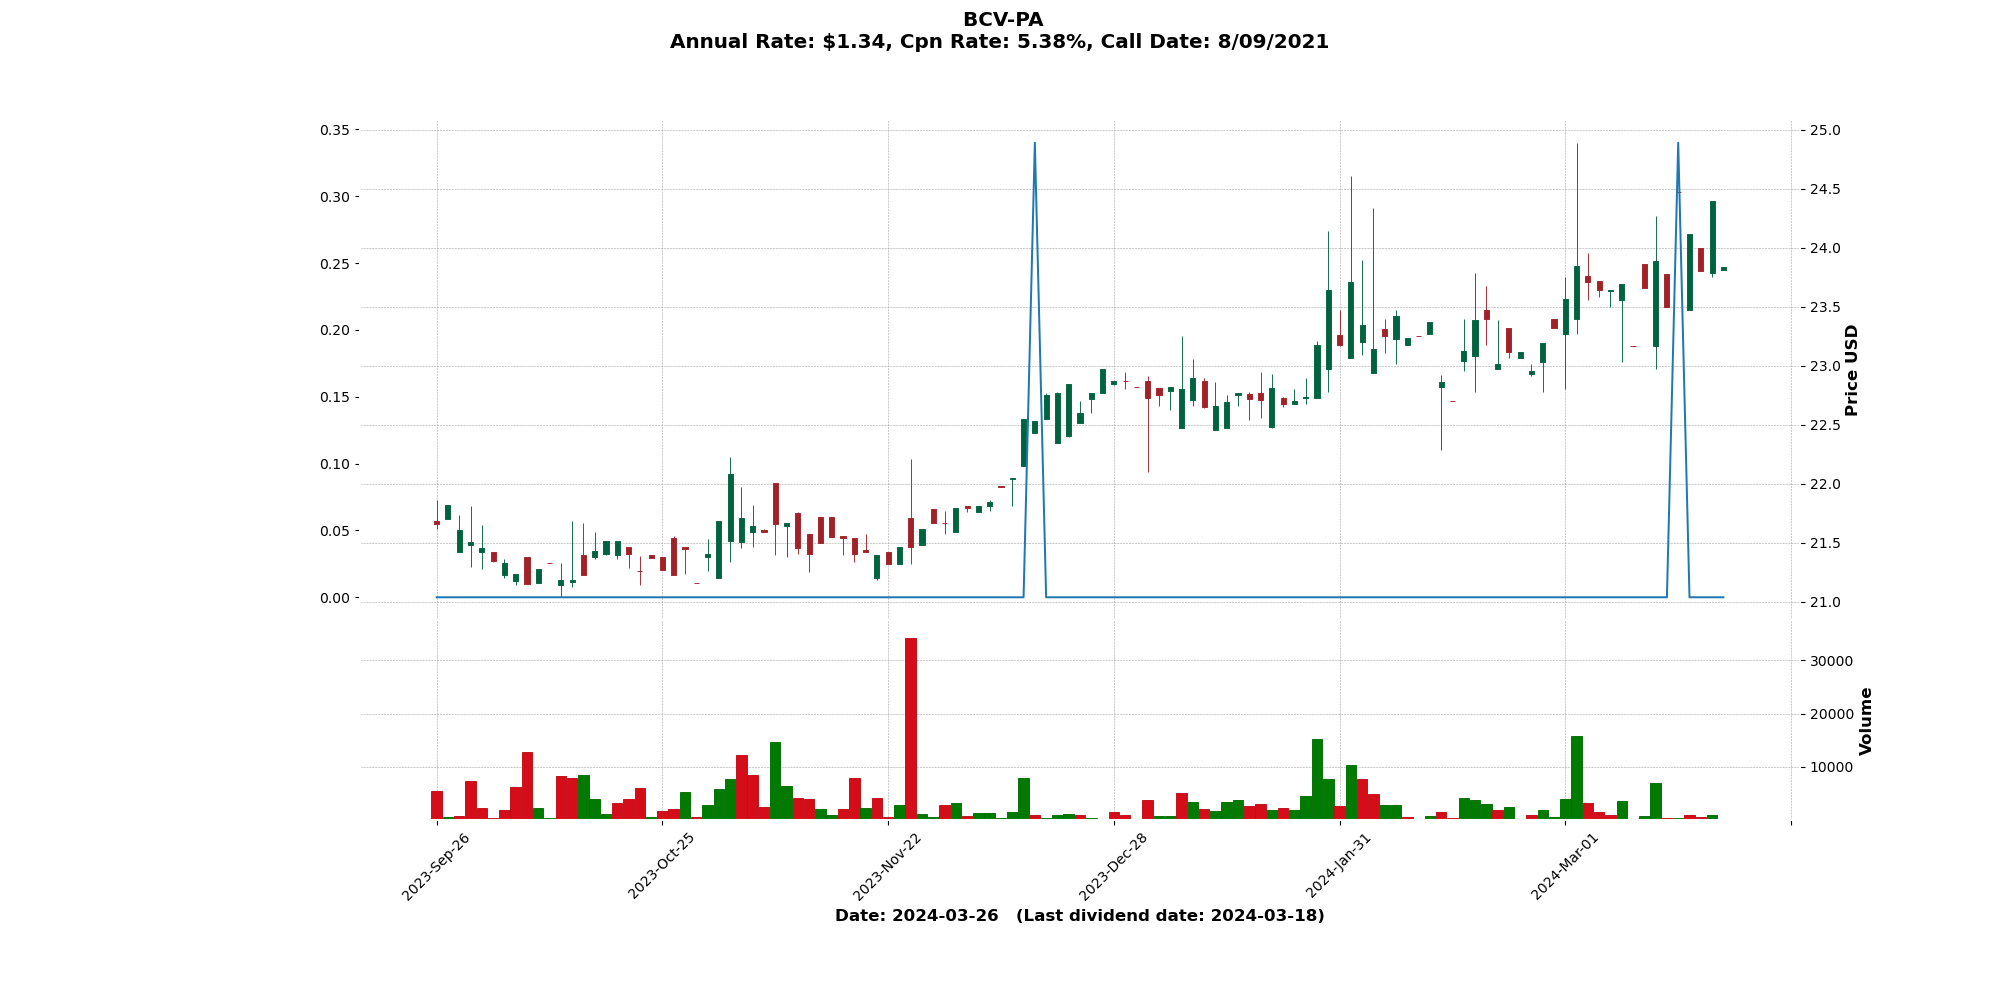 BCV-PA
Annual Rate: $1.34, Cpn Rate: 5.38%, Call Date: 8/09/2021
0.35
0.30
0.25
0.20
0.15
0.10
0.05
0.00
25.0
24.5
24.0
23.5
23.0
22.5
22.0
21.5
21.0
Price USD
30000
20000
10000
Volume
2023-Sep-26
2023-Oct-25
2023-Nov-22
2023-Dec-28
2024-Jan-31
2024-Mar-01
Date: 2024-03-26 (Last dividend date: 2024-03-18)